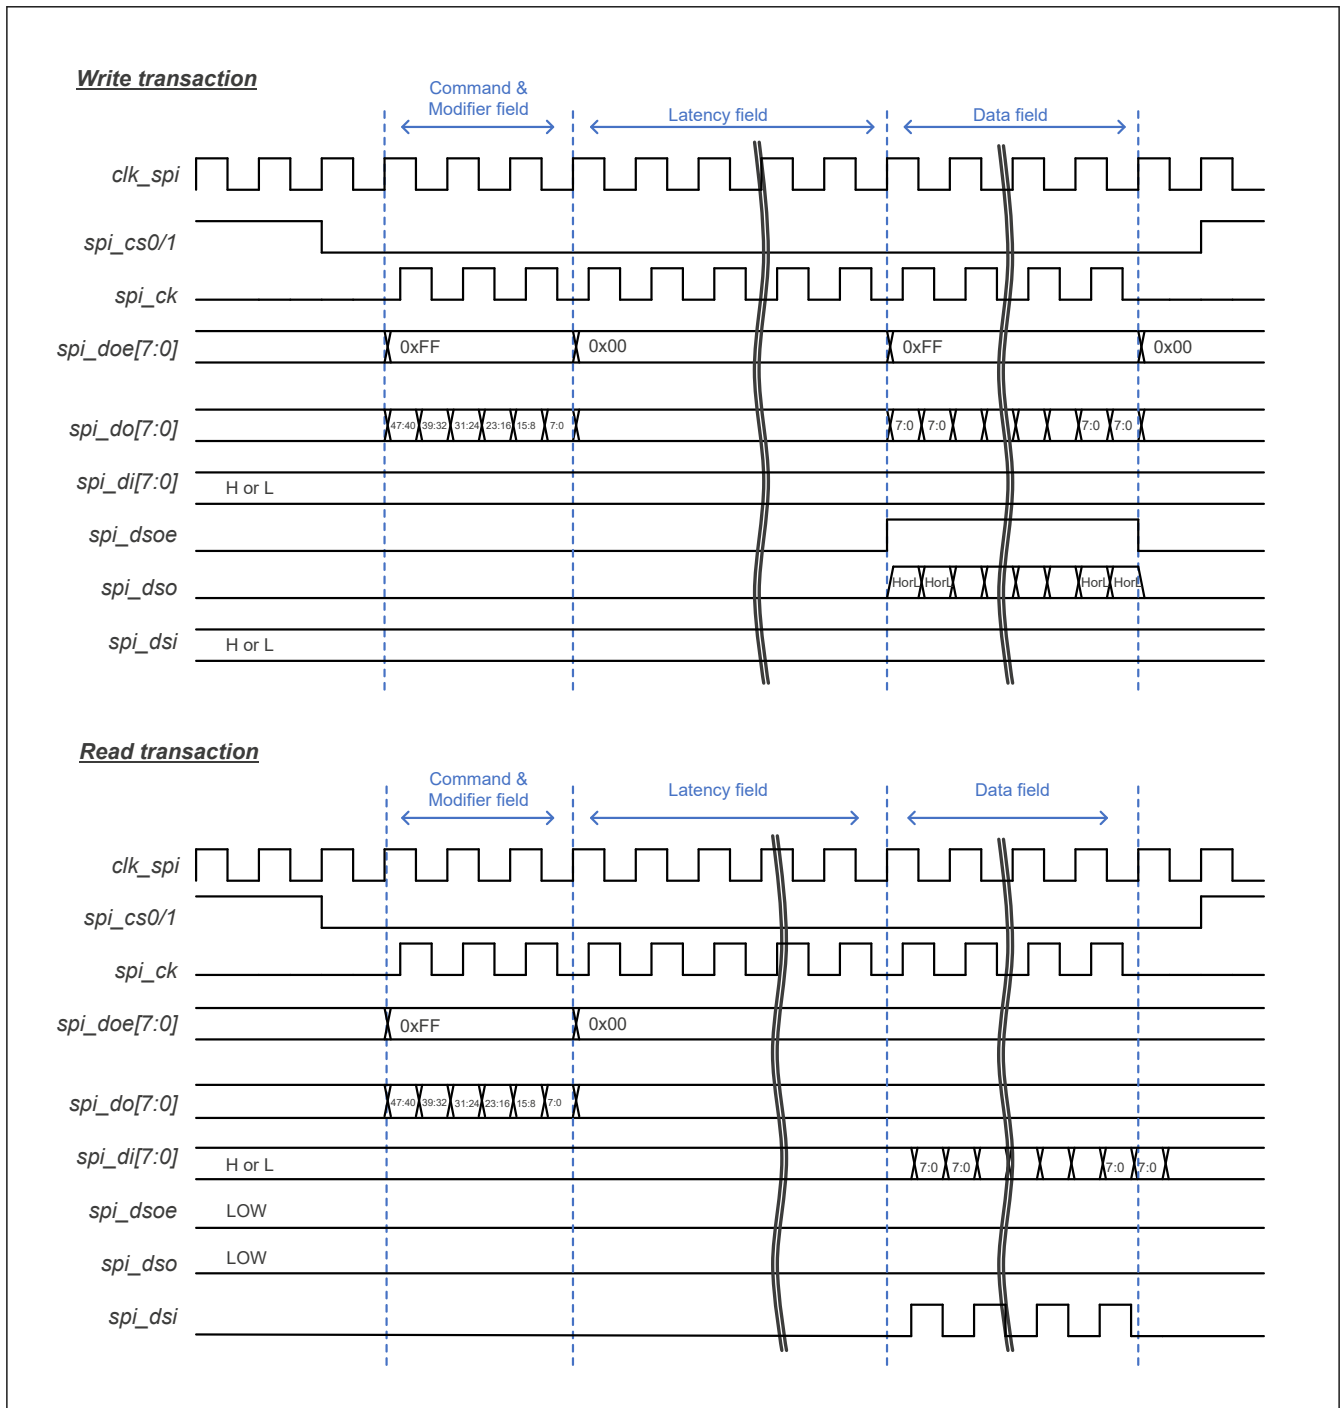 Write transaction
Command &
Modifier field
Latency field
Data field
clk_spi
spi_cs0/1
spi_ck
spi_doe[7:0]
0xFF
0x00
0xFF
0x00
spi_do[7:0]
47:40 39:32 31:24 23:16 15:8 7:0
7:0 7:0 7:0 7:0
spi_di[7:0]
H or L
spi_dsoe
spi_dso
HorL HorL HorL HorL
spi_dsi
H or L
Read transaction
Command &
Modifier field
Latency field
Data field
clk_spi
spi_cs0/1
spi_ck
spi_doe[7:0]
0xFF
0x00
spi_do[7:0]
47:40 39:32 31:24 23:16 15:8 7:0
spi_di[7:0]
H or L
7:0 7:0 7:0 7:0
spi_dsoe
LOW
spi_dso
LOW
spi_dsi